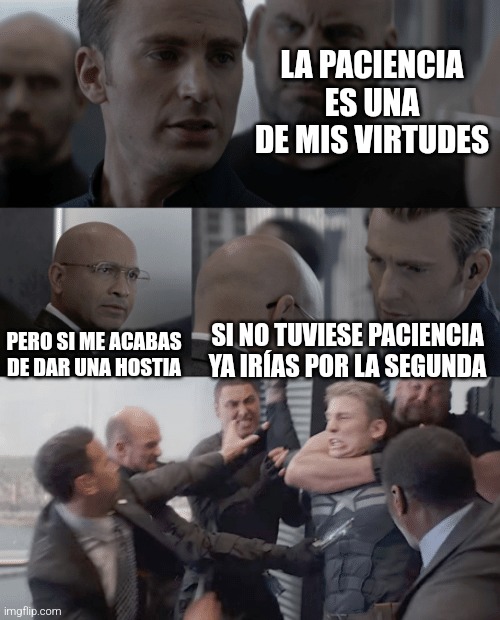 LA PACIENCIA
ES UNA
DE MIS VIRTUDES
PERO SI ME ACABAS
DE DAR UNA HOSTIA
SI NO TUVIESE PACIENCIA
YA IRÍAS POR LA SEGUNDA
imgflip.com